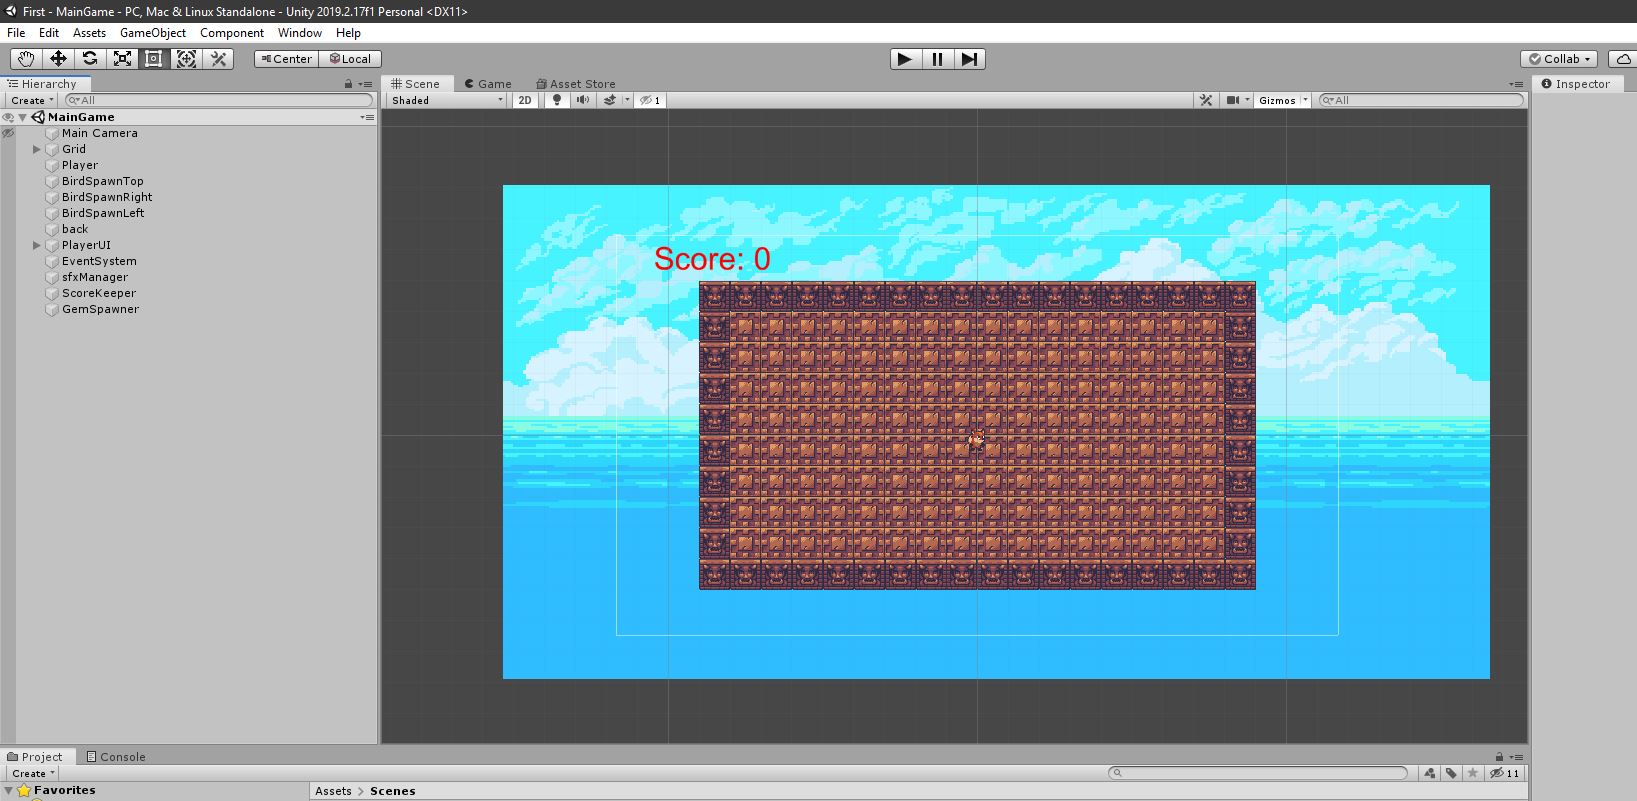 First - MainGame - PC, Mac & Linux Standalone - Unity 2019.2.17f1 Personal <DX11>
File Edit Assets GameObject Component Window Help
Center Local Collab
Hierarchy Scene Game Asset Store Inspector
Create All Shaded 2D 1 Gizmos All
MainGame
Main Camera
Grid
Player
BirdSpawnTop
BirdSpawnRight
BirdSpawnLeft
back
PlayerUI
EventSystem
sfxManager
ScoreKeeper
GemSpawner
Score: 0
Project Console
Create 11
Favorites Assets > Scenes